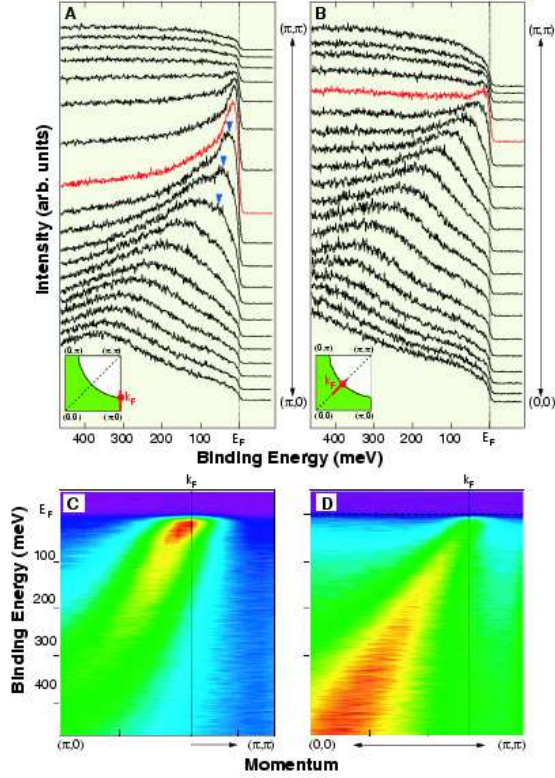 A
B
(π,π)
(π,π)
Intensity (arb. units)
(0,π) (π,π)
(0,π) (π,π)
k_F
k_F
(0,0) (π,0)
(0,0) (π,0)
(π,0)
(0,0)
400 300 200 100 E_F
400 300 200 100 E_F
Binding Energy (meV)
k_F
k_F
C
D
E_F
100
200
300
400
Binding Energy (meV)
(π,0) (π,π)
(0,0) (π,π)
Momentum